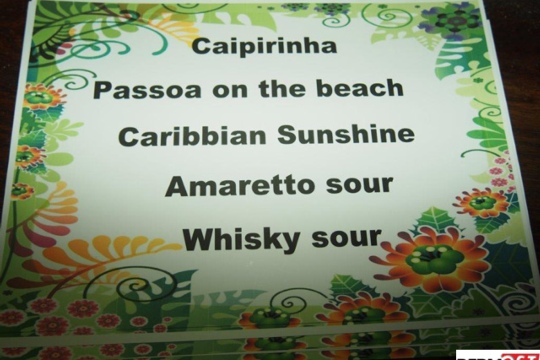 Caipirinha
Passoa on the beach
Caribbian Sunshine
Amaretto sour
Whisky sour